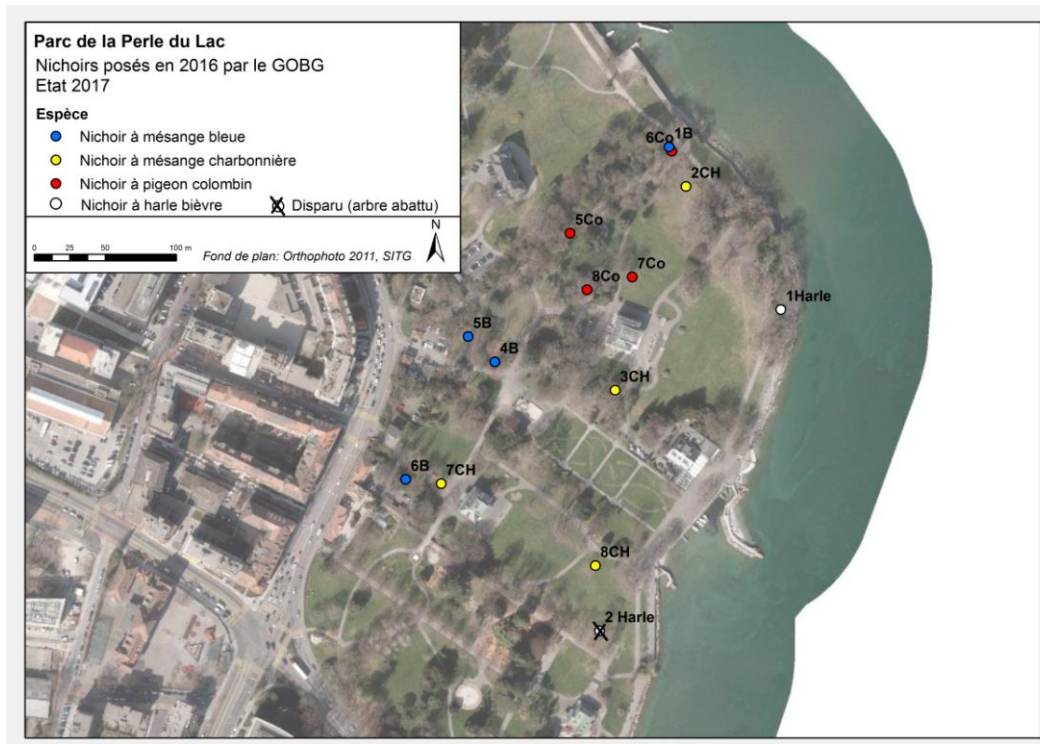 Parc de la Perle du Lac
Nichoirs posés en 2016 par le GOBG
Etat 2017
Espèce
Nichoir à mésange bleue
Nichoir à mésange charbonnière
Nichoir à pigeon colombin
Nichoir à harle bièvre Disparu (arbre abattu)
N
0 25 50 100 m
Fond de plan: Orthophoto 2011, SITG
6Co 1B
2CH
5Co
7Co
8Co
1Harle
5B
4B
3CH
6B 7CH
8CH
2 Harle